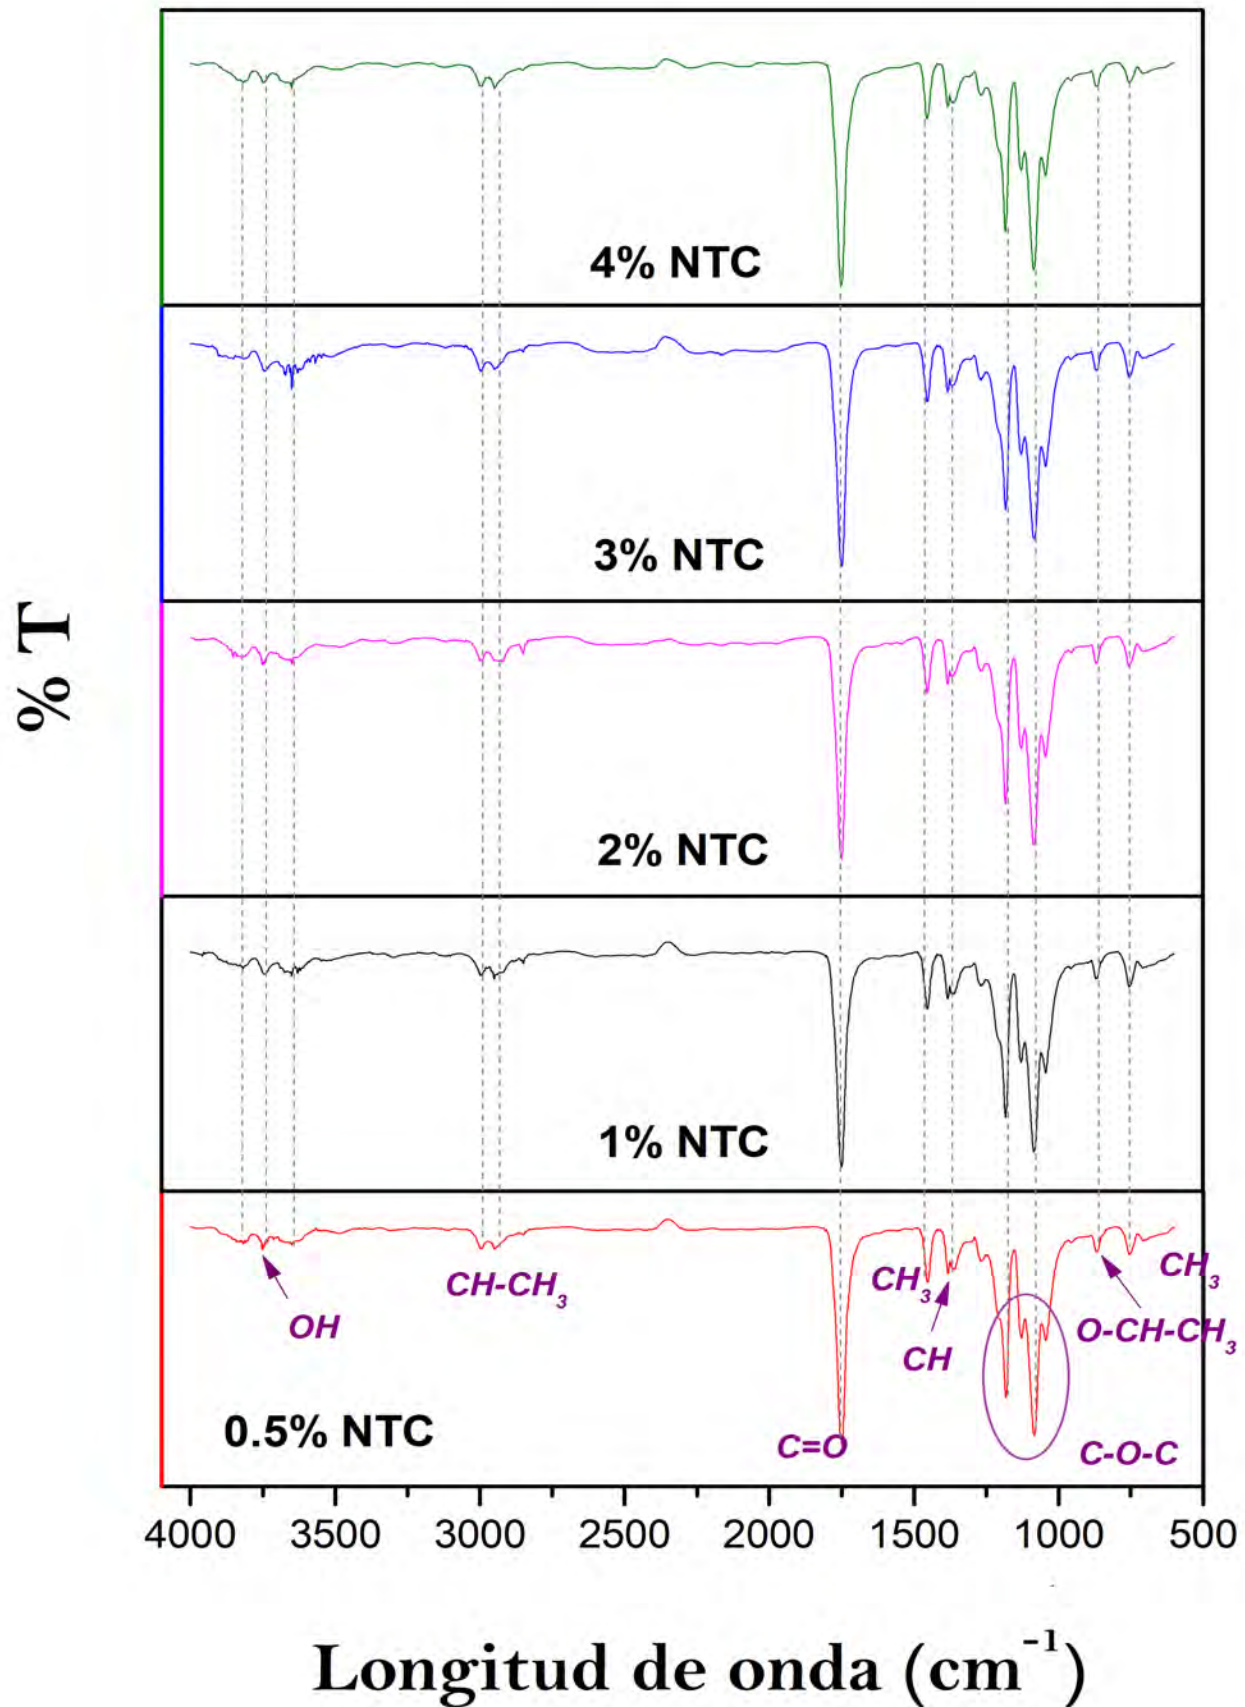 % T
4% NTC
3% NTC
2% NTC
1% NTC
CH-CH₃
CH₃
CH₃
OH
CH
O-CH-CH₃
0.5% NTC
C=O
C-O-C
4000 3500 3000 2500 2000 1500 1000 500
Longitud de onda (cm⁻¹)